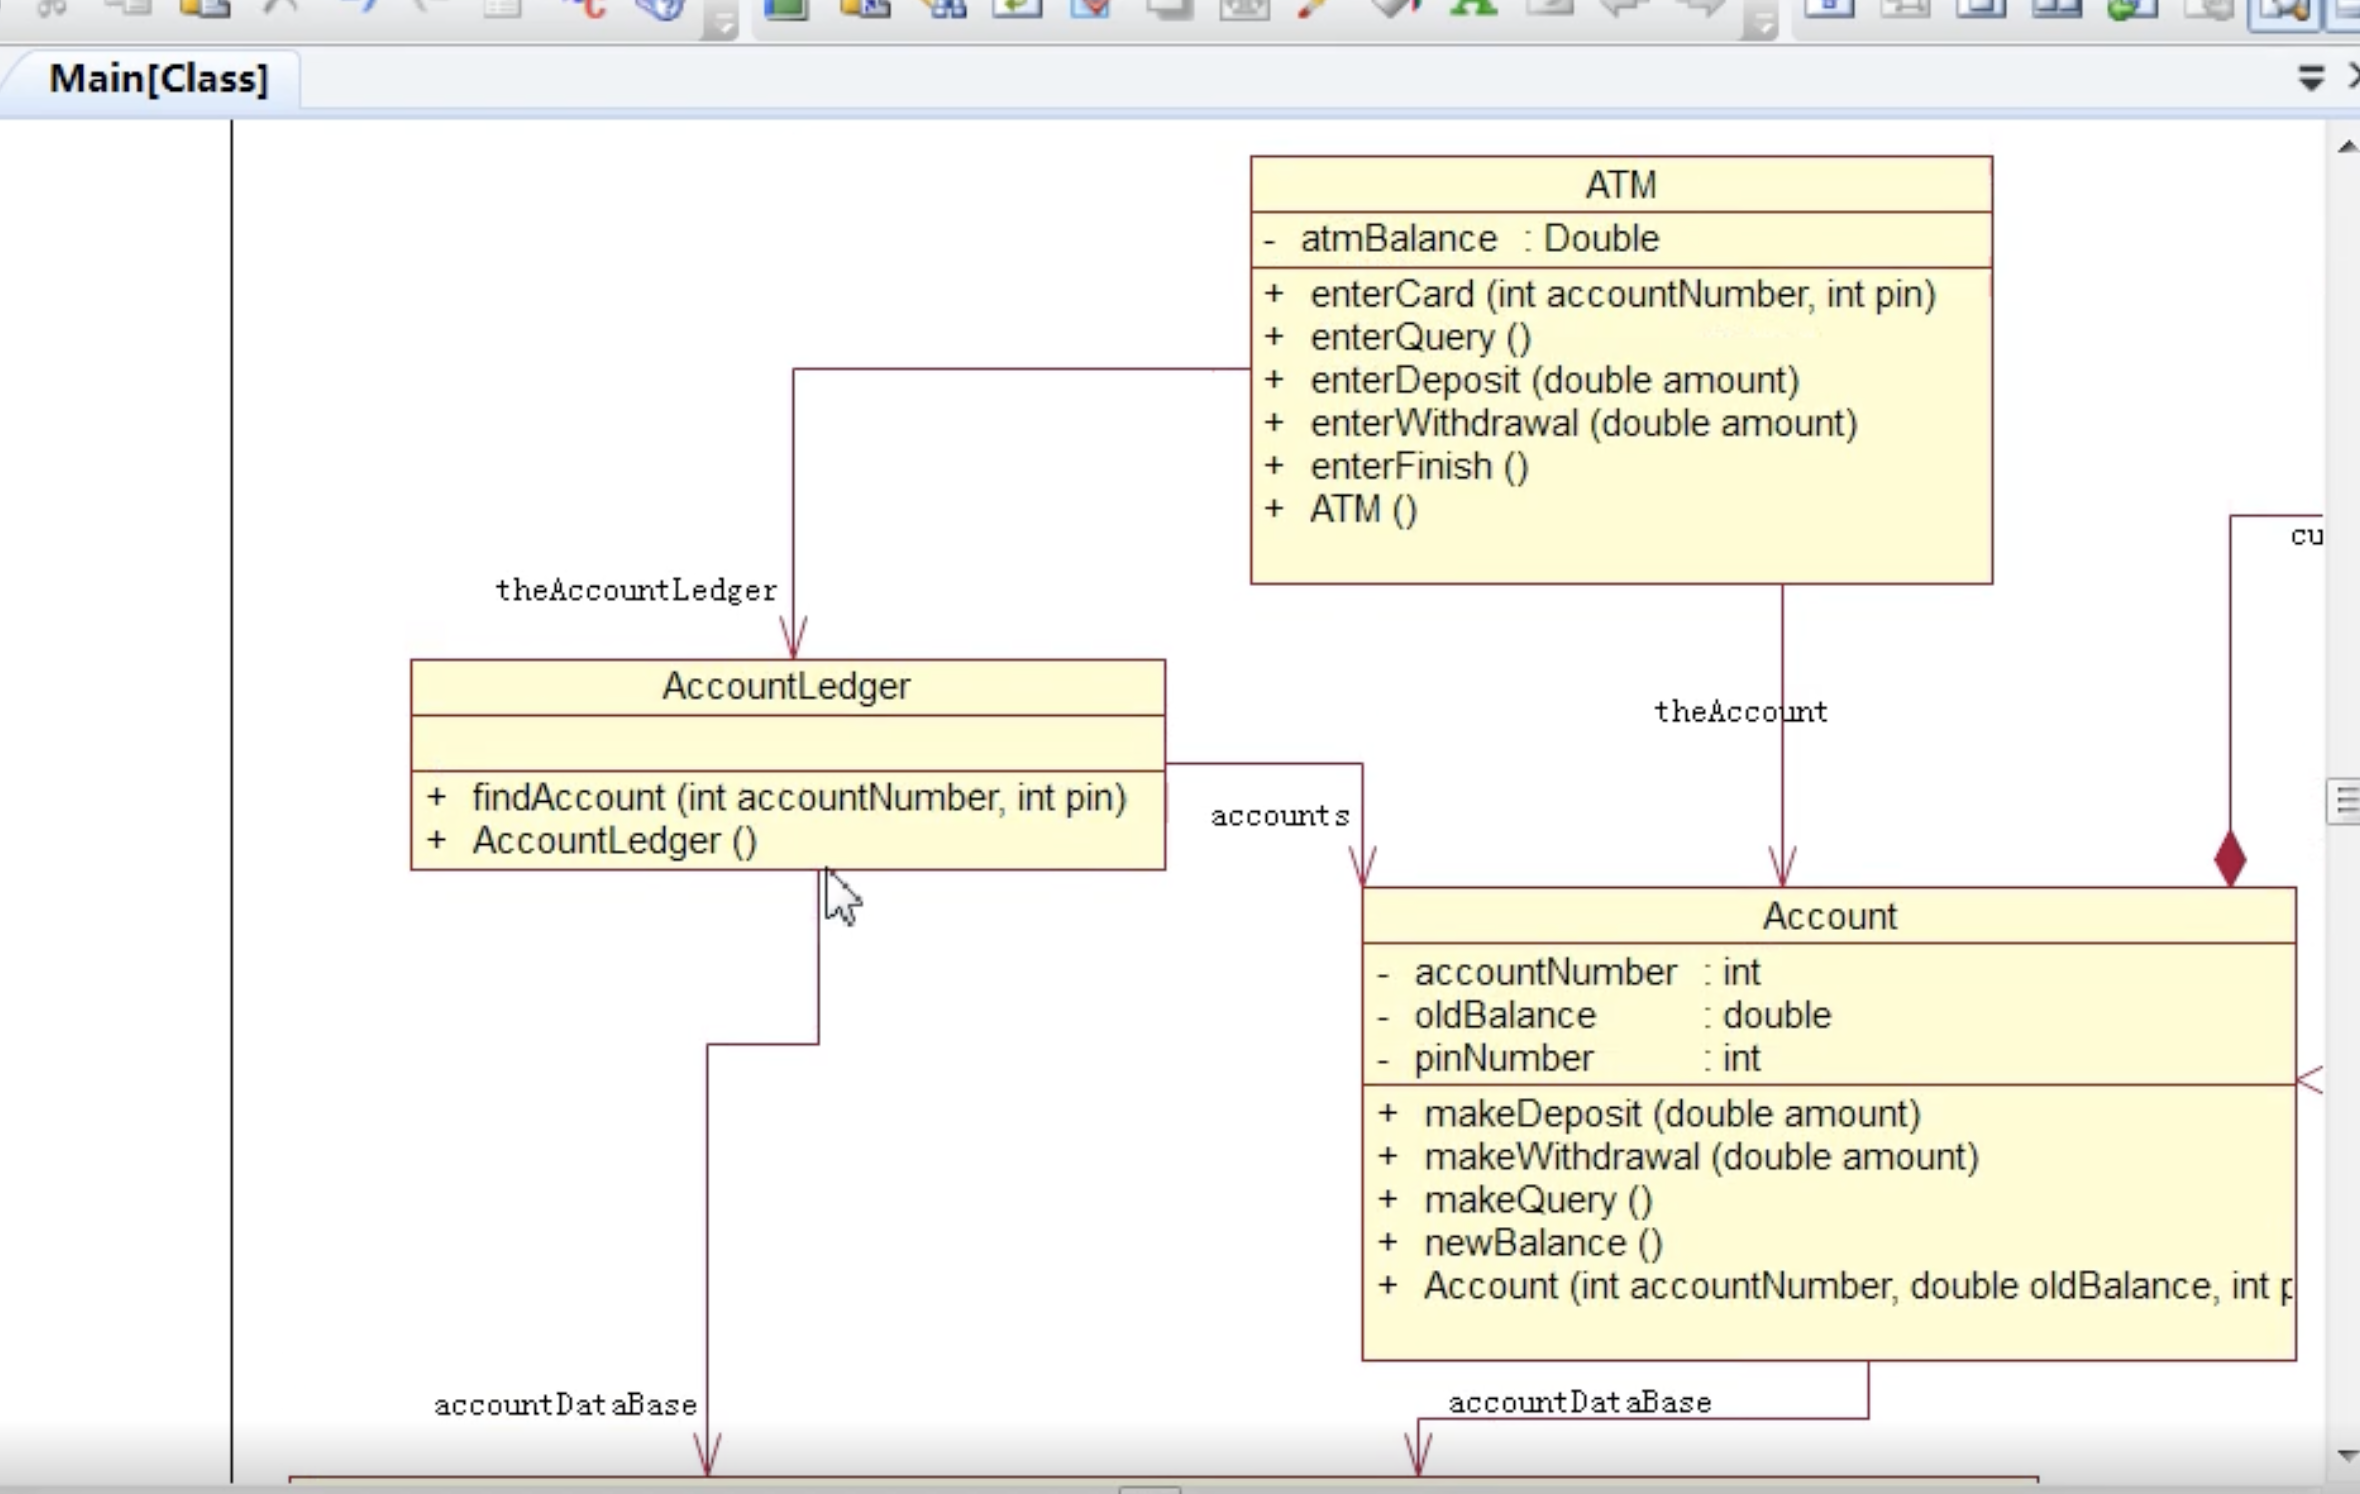 Main[Class]
ATM
- atmBalance : Double
+ enterCard (int accountNumber, int pin)
+ enterQuery ()
+ enterDeposit (double amount)
+ enterWithdrawal (double amount)
+ enterFinish ()
+ ATM ()
cu
theAccountLedger
AccountLedger
+ findAccount (int accountNumber, int pin)
+ AccountLedger ()
theAccount
accounts
Account
- accountNumber : int
- oldBalance : double
- pinNumber : int
+ makeDeposit (double amount)
+ makeWithdrawal (double amount)
+ makeQuery ()
+ newBalance ()
+ Account (int accountNumber, double oldBalance, int p
accountDataBase
accountDataBase